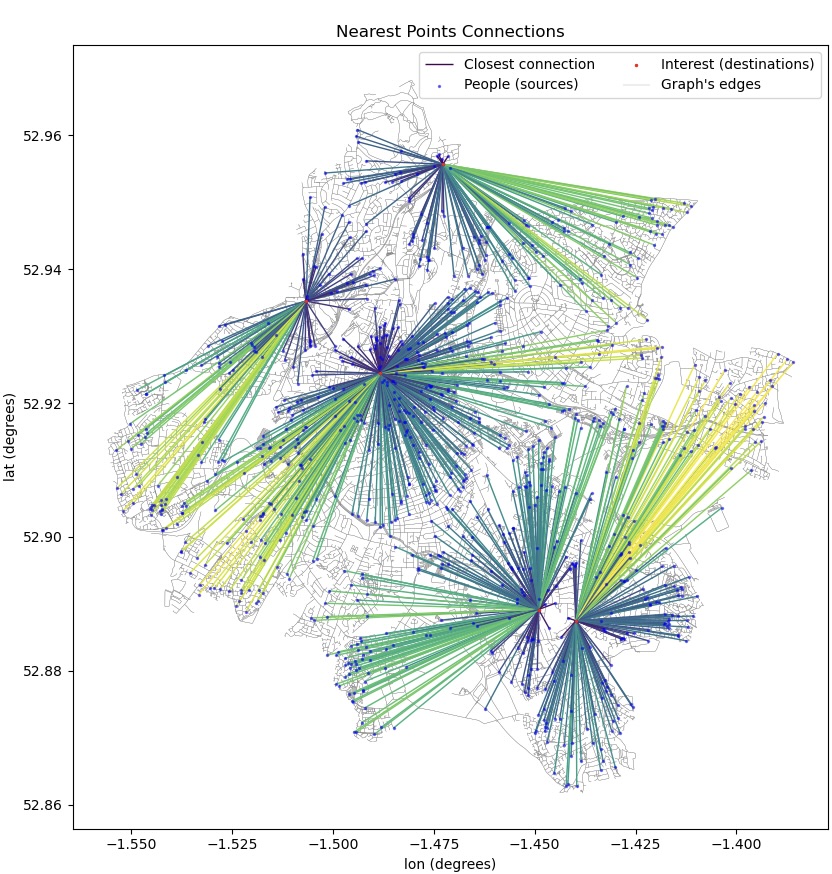 Nearest Points Connections
Closest connection
People (sources)
Interest (destinations)
Graph's edges
52.96
52.94
52.92
52.90
52.88
52.86
lat (degrees)
−1.550
−1.525
−1.500
−1.475
−1.450
−1.425
−1.400
lon (degrees)